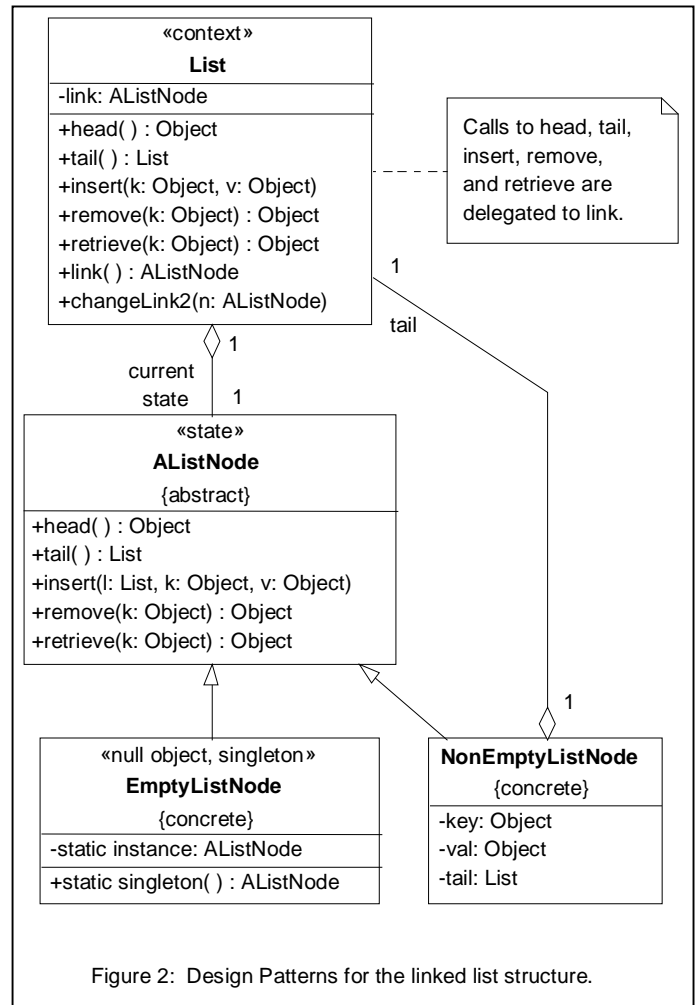 «context»
List
-link: AListNode
+head( ) : Object
+tail( ) : List
+insert(k: Object, v: Object)
+remove(k: Object) : Object
+retrieve(k: Object) : Object
+link( ) : AListNode
+changeLink2(n: AListNode)
Calls to head, tail,
insert, remove,
and retrieve are
delegated to link.
1
tail
1
current
state
1
«state»
AListNode
{abstract}
+head( ) : Object
+tail( ) : List
+insert(l: List, k: Object, v: Object)
+remove(k: Object) : Object
+retrieve(k: Object) : Object
1
«null object, singleton»
EmptyListNode
{concrete}
-static instance: AListNode
+static singleton( ) : AListNode
NonEmptyListNode
{concrete}
-key: Object
-val: Object
-tail: List
Figure 2:  Design Patterns for the linked list structure.